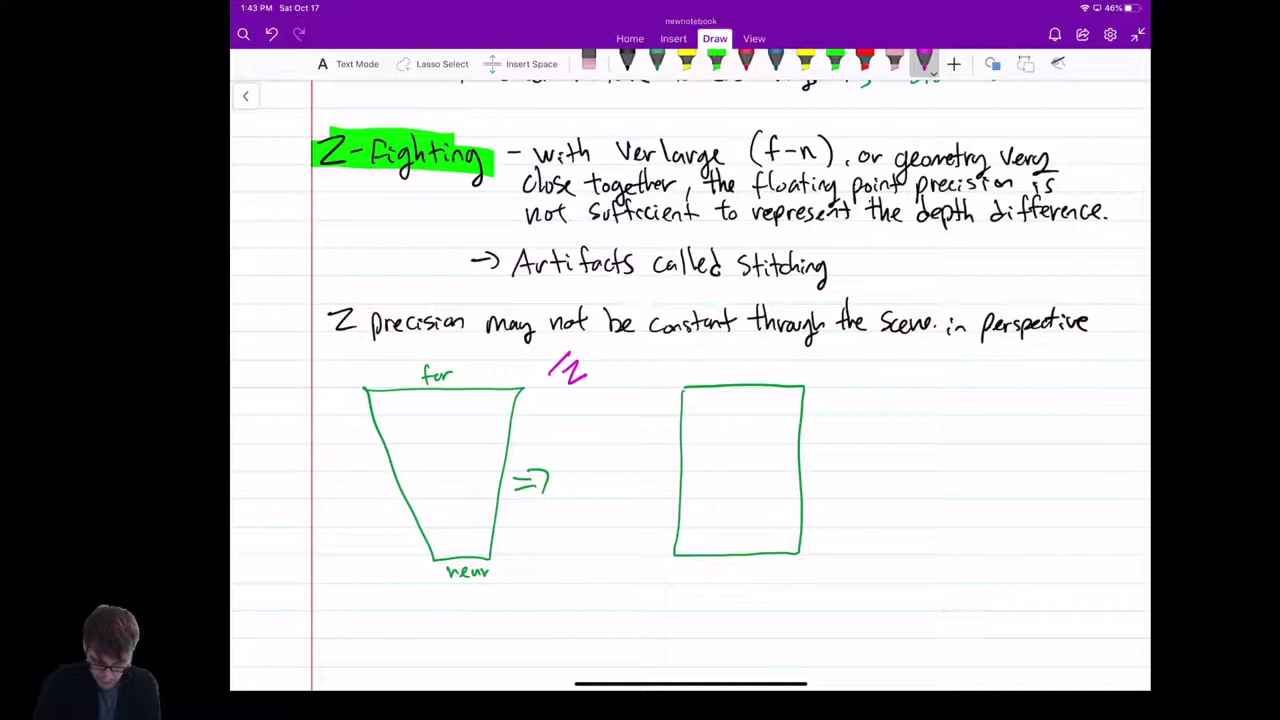 1:43 PM Sat Oct 17
46%
newnotebook
Home Insert Draw View
Text Mode Lasso Select Insert Space
Z-Fighting - with Ver large (f-n), or geometry very
close together, the floating point precision is
not sufficient to represent the depth difference.
→ Artifacts called Stitching
Z precision may not be constant through the scene. in perspective
far
/z
=>
near